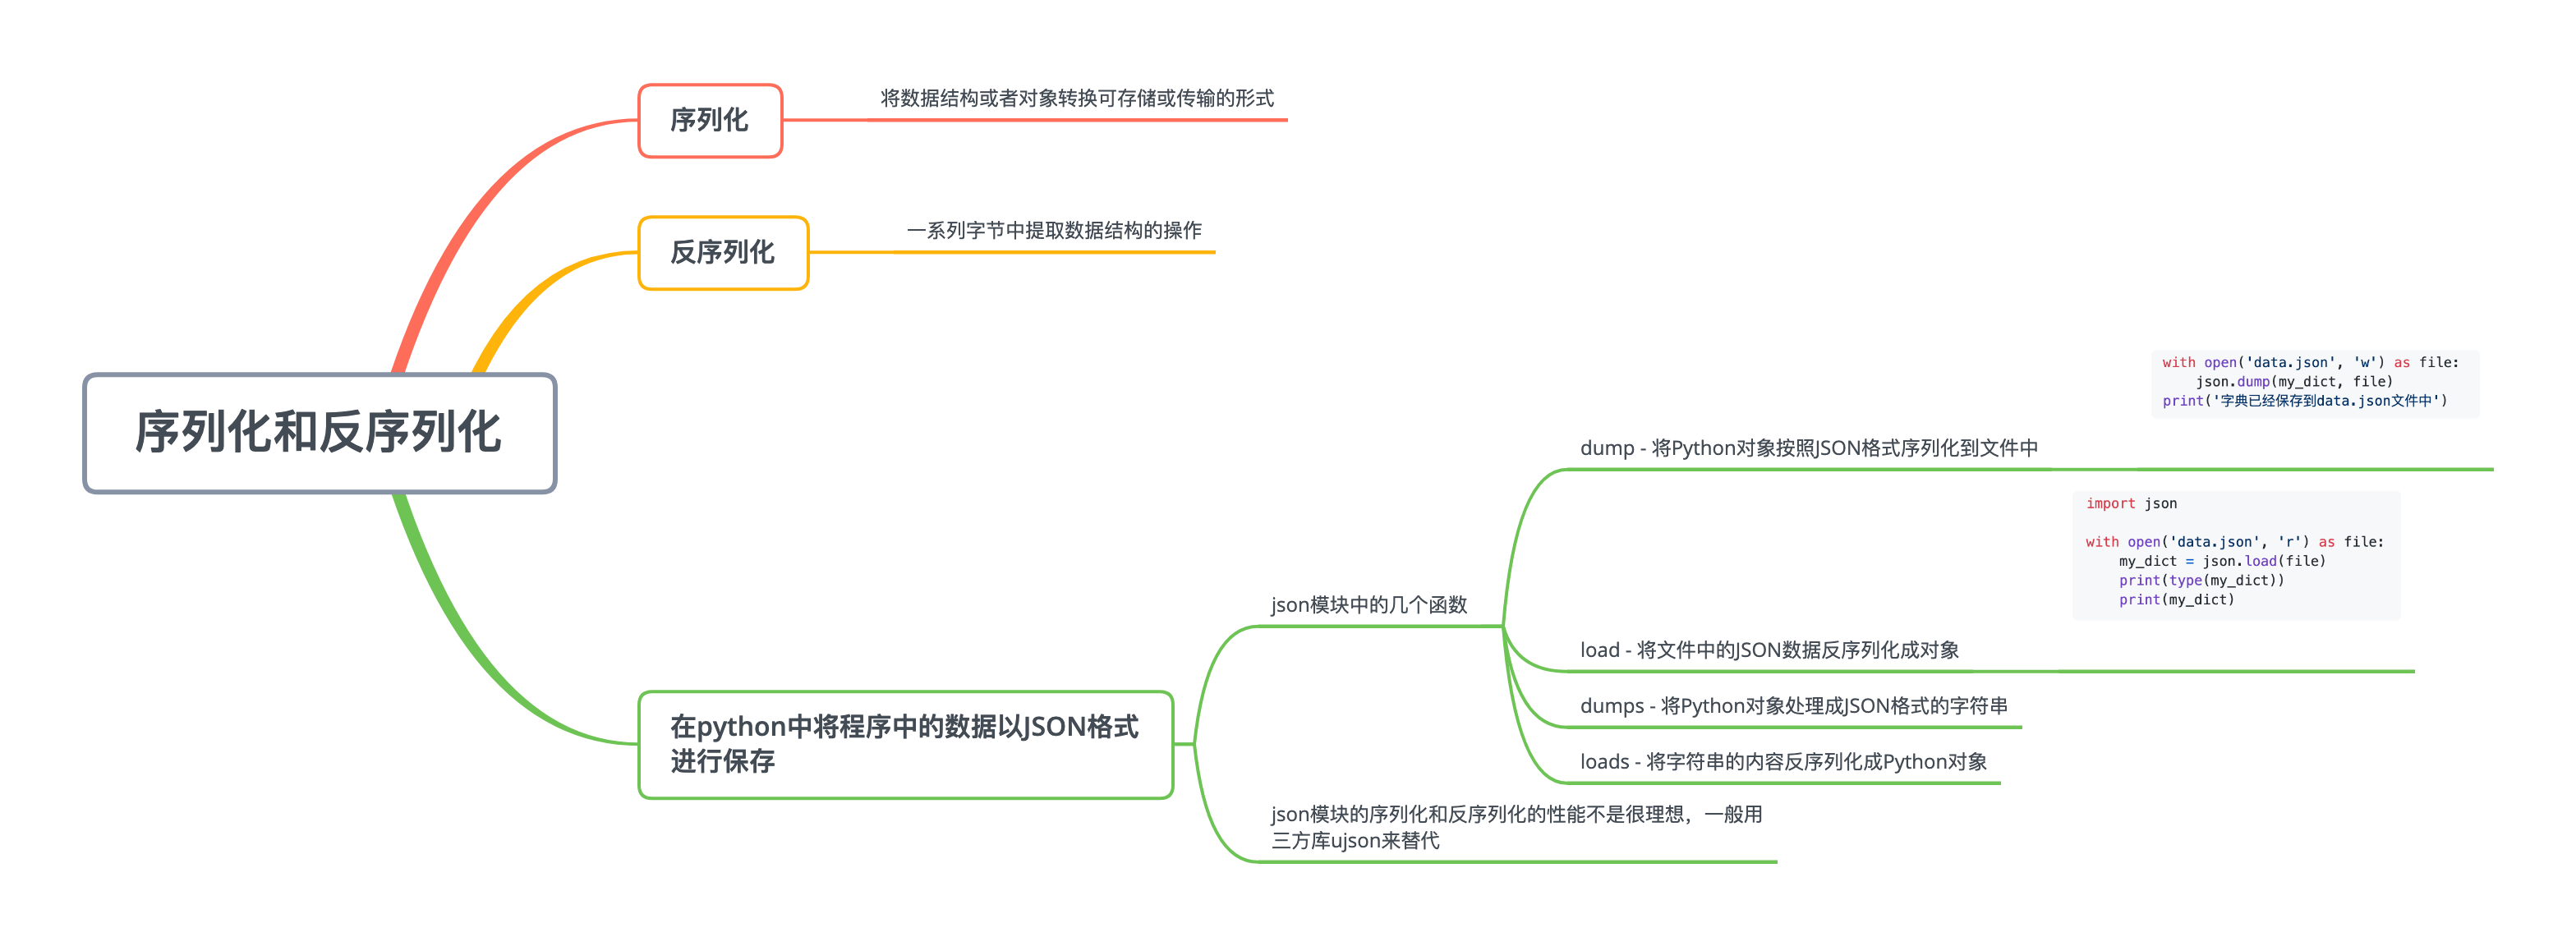 序列化和反序列化
序列化
将数据结构或者对象转换可存储或传输的形式
反序列化
一系列字节中提取数据结构的操作
在python中将程序中的数据以JSON格式
进行保存
json模块中的几个函数
dump - 将Python对象按照JSON格式序列化到文件中
with open('data.json', 'w') as file:
    json.dump(my_dict, file)
print('字典已经保存到data.json文件中')
load - 将文件中的JSON数据反序列化成对象
import json
with open('data.json', 'r') as file:
    my_dict = json.load(file)
    print(type(my_dict))
    print(my_dict)
dumps - 将Python对象处理成JSON格式的字符串
loads - 将字符串的内容反序列化成Python对象
json模块的序列化和反序列化的性能不是很理想，一般用
三方库ujson来替代